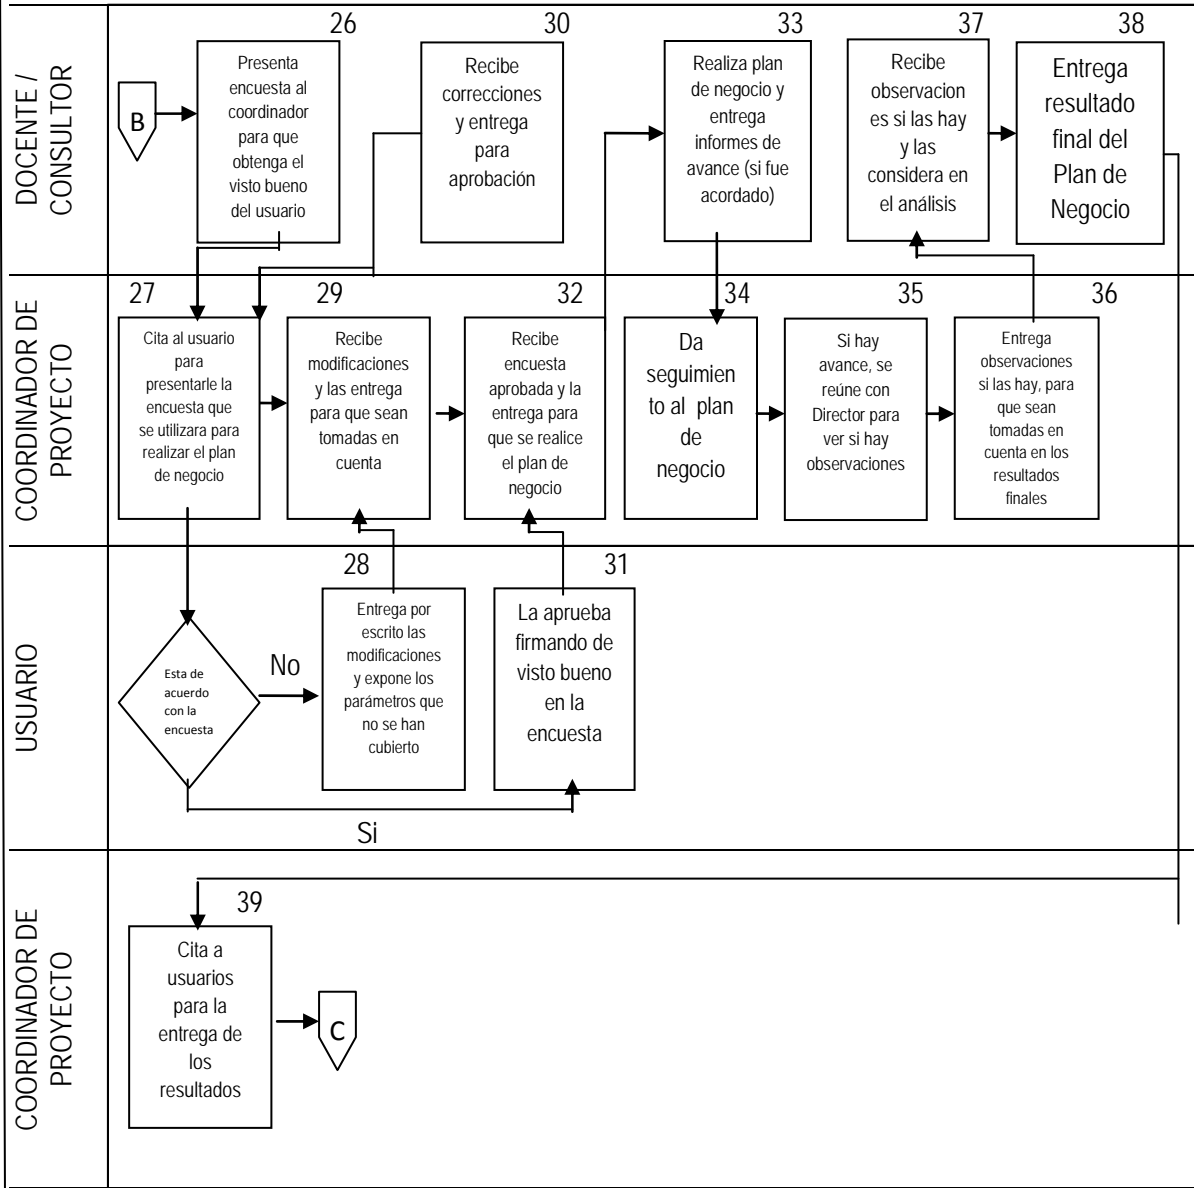 DOCENTE /
CONSULTOR
B
26
Presenta
encuesta al
coordinador
para que
obtenga el
visto bueno
del usuario
30
Recibe
correcciones
y entrega
para
aprobación
33
Realiza plan
de negocio y
entrega
informes de
avance (si fue
acordado)
37
Recibe
observacion
es si las hay
y las
considera en
el análisis
38
Entrega
resultado
final del
Plan de
Negocio
COORDINADOR DE
PROYECTO
27
Cita al usuario
para
presentarle la
encuesta que
se utilizara para
realizar el plan
de negocio
29
Recibe
modificaciones
y las entrega
para que sean
tomadas en
cuenta
32
Recibe
encuesta
aprobada y la
entrega para
que se realice
el plan de
negocio
34
Da
seguimien
to al plan
de
negocio
35
Si hay
avance, se
reúne con
Director para
ver si hay
observaciones
36
Entrega
observaciones
si las hay, para
que sean
tomadas en
cuenta en los
resultados
finales
USUARIO
Esta de
acuerdo
con la
encuesta
No
Si
28
Entrega por
escrito las
modificaciones
y expone los
parámetros que
no se han
cubierto
31
La aprueba
firmando de
visto bueno
en la
encuesta
COORDINADOR DE
PROYECTO
39
Cita a
usuarios
para la
entrega de
los
resultados
C